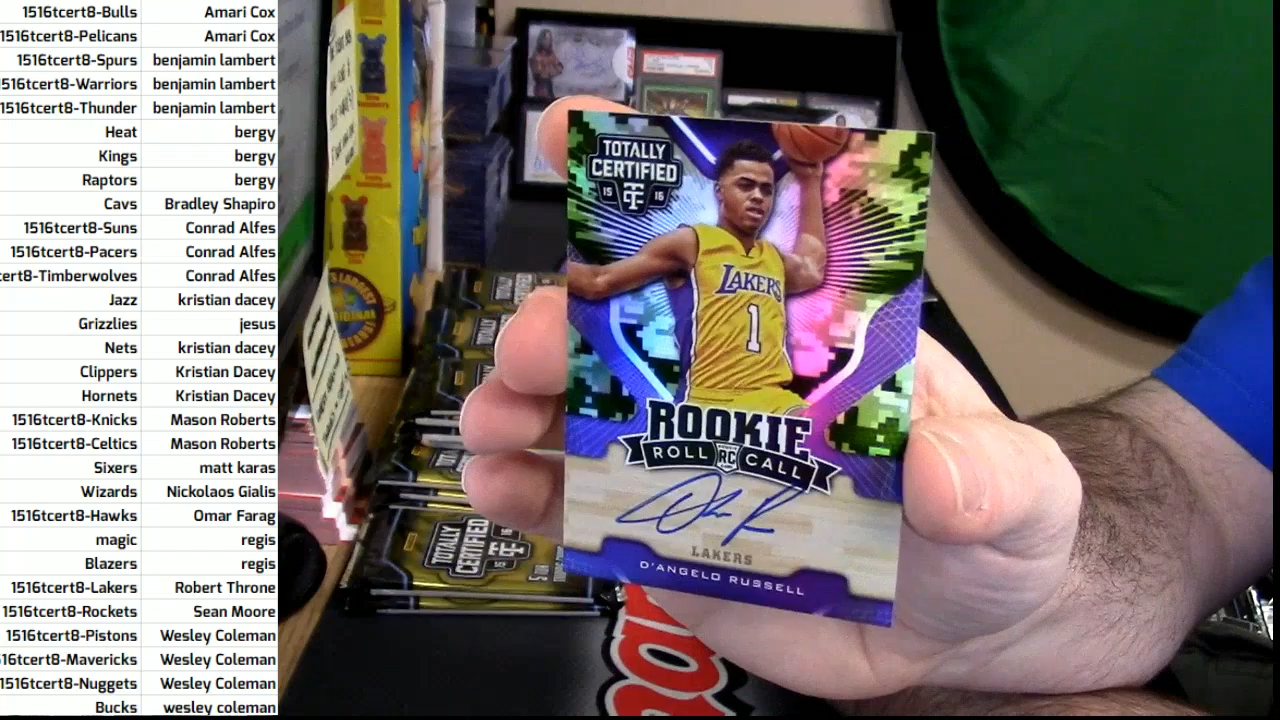 1516tcert8-Bulls Amari Cox
1516tcert8-Pelicans Amari Cox
1516tcert8-Spurs benjamin lambert
1516tcert8-Warriors benjamin lambert
1516tcert8-Thunder benjamin lambert
Heat bergy
Kings bergy
Raptors bergy
Cavs Bradley Shapiro
1516tcert8-Suns Conrad Alfes
1516tcert8-Pacers Conrad Alfes
cert8-Timberwolves Conrad Alfes
Jazz kristian dacey
Grizzlies jesus
Nets kristian dacey
Clippers Kristian Dacey
Hornets Kristian Dacey
1516tcert8-Knicks Mason Roberts
1516tcert8-Celtics Mason Roberts
Sixers matt karas
Wizards Nickolaos Gialis
1516tcert8-Hawks Omar Farag
magic regis
Blazers regis
1516tcert8-Lakers Robert Throne
1516tcert8-Rockets Sean Moore
1516tcert8-Pistons Wesley Coleman
16tcert8-Mavericks Wesley Coleman
1516tcert8-Nuggets Wesley Coleman
Bucks wesley coleman
TOTALLY
CERTIFIED
15 TC 16
LAKERS
1
ROOKIE
ROLL RC CALL
LAKERS
D'ANGELO RUSSELL
TOTALLY
CERTIFIED